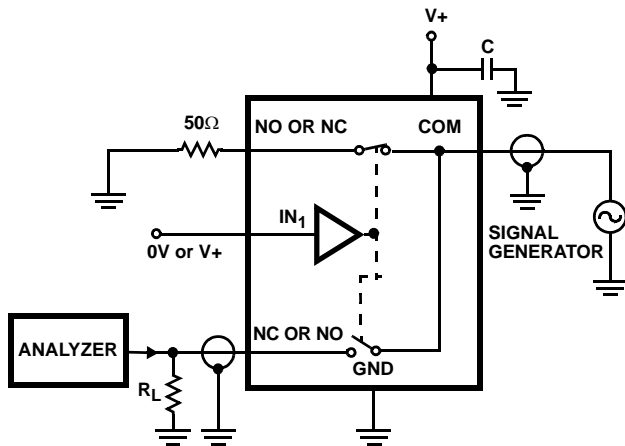 V+
C
50Ω
NO OR NC
COM
IN1
0V or V+
SIGNAL
GENERATOR
NC OR NO
ANALYZER
GND
RL